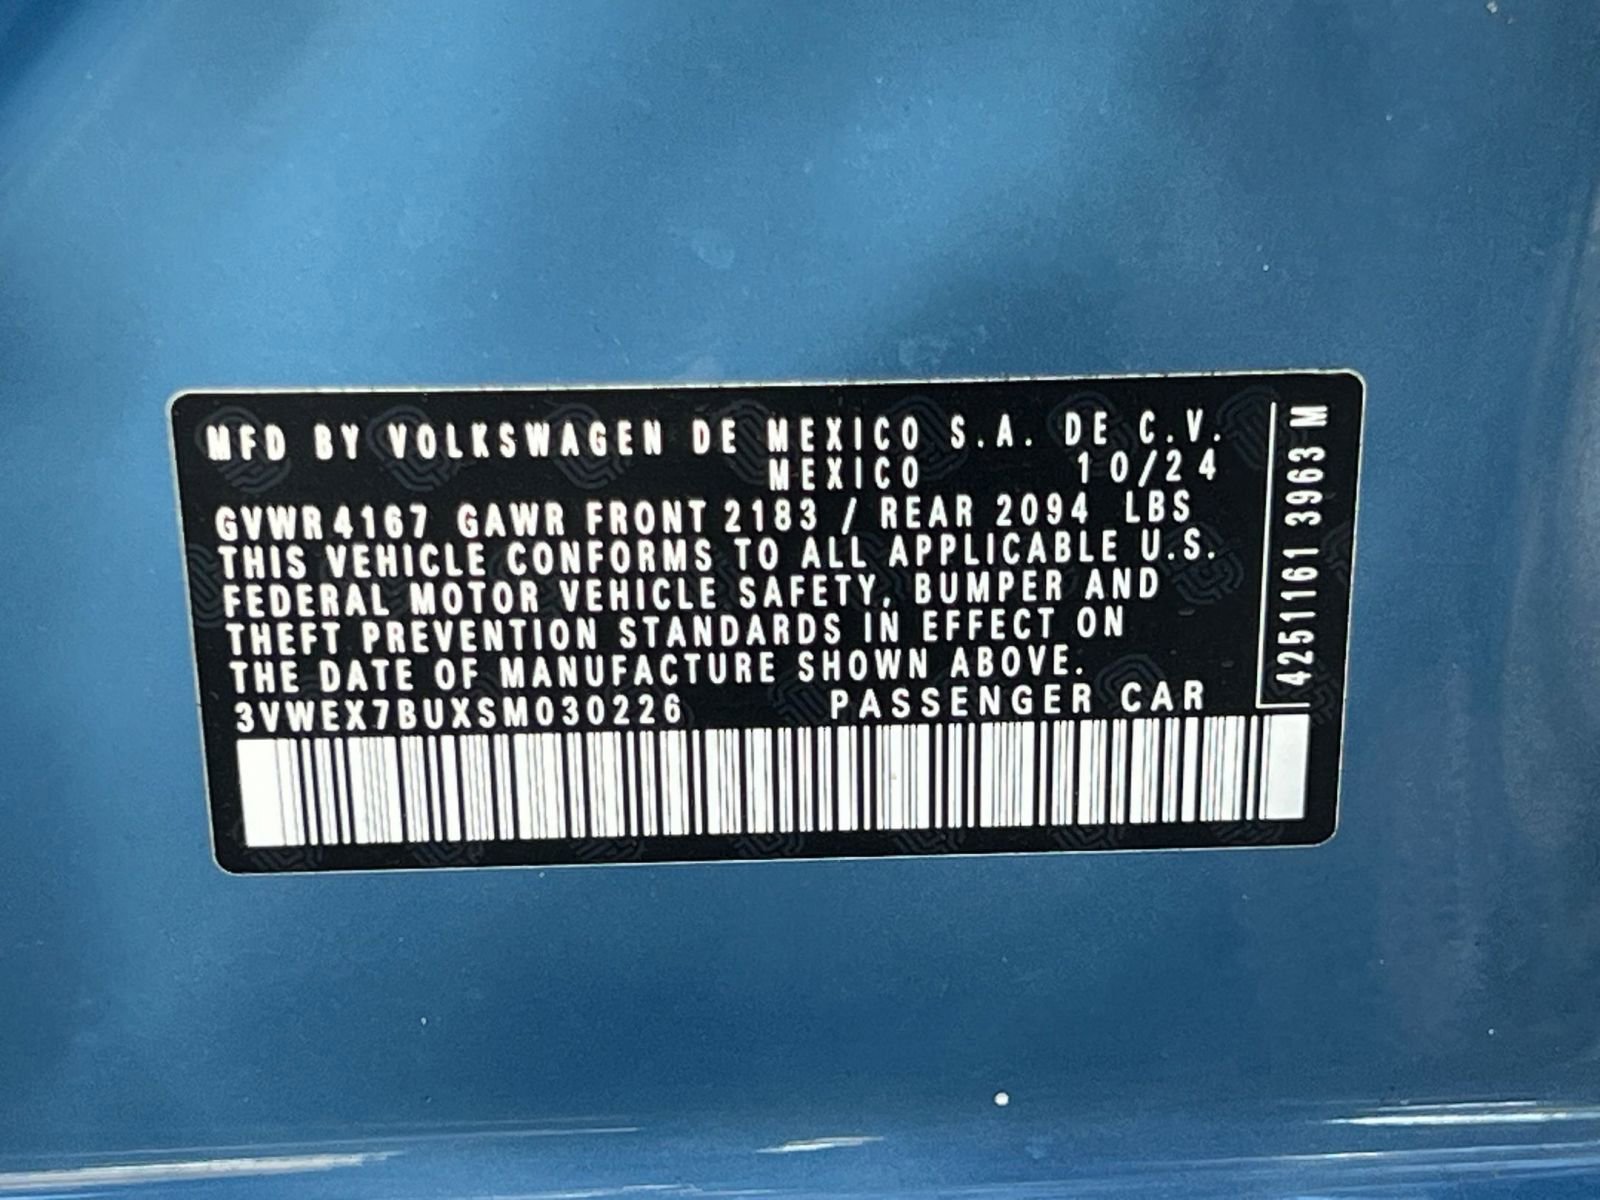 MFD BY VOLKSWAGEN DE MEXICO S.A. DE C.V.
MEXICO 10/24
GVWR 4167 GAWR FRONT 2183 / REAR 2094 LBS
THIS VEHICLE CONFORMS TO ALL APPLICABLE U.S.
FEDERAL MOTOR VEHICLE SAFETY, BUMPER AND
THEFT PREVENTION STANDARDS IN EFFECT ON
THE DATE OF MANUFACTURE SHOWN ABOVE.
3VWEX7BUXSM030226 PASSENGER CAR
4251161 3963 M